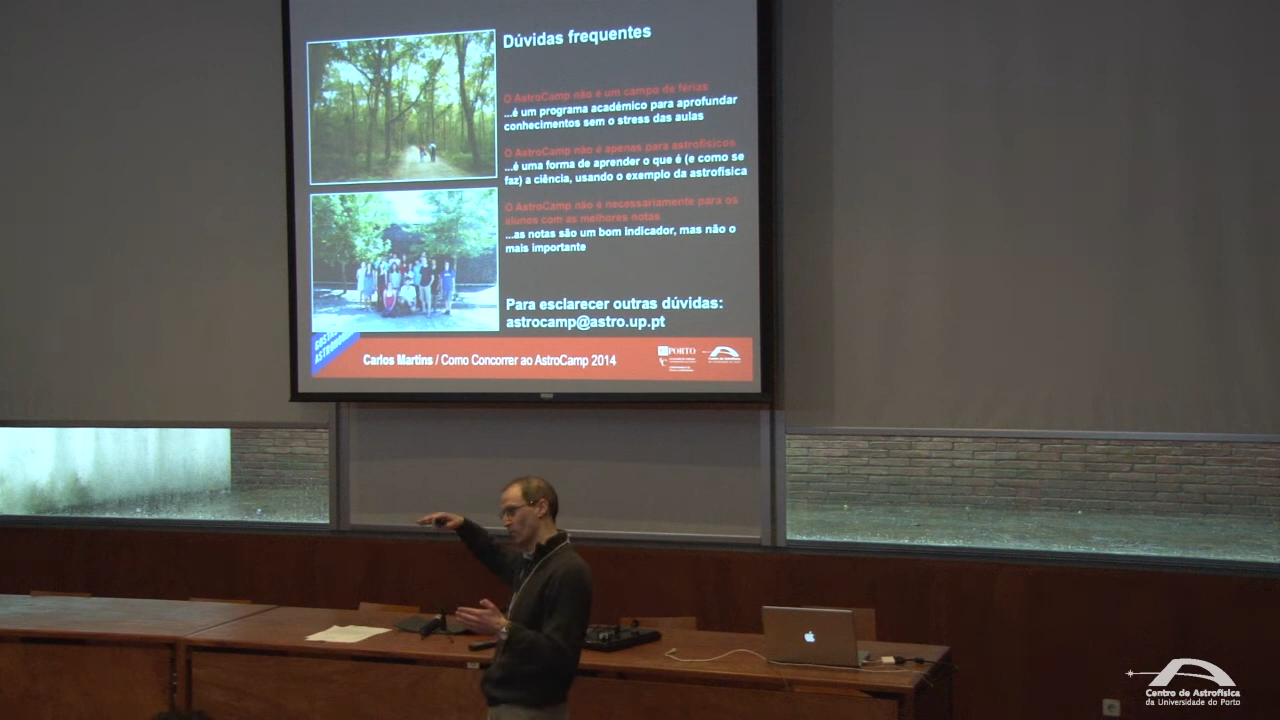 Dúvidas frequentes
O AstroCamp não é um campo de férias
...é um programa académico para aprofundar
conhecimentos sem o stress das aulas
O AstroCamp não é apenas para astrofísicos
...é uma forma de aprender o que é (e como se
faz) a ciência, usando o exemplo da astrofísica
O AstroCamp não é necessariamente para os
alunos com as melhores notas
...as notas são um bom indicador, mas não o
mais importante
Para esclarecer outras dúvidas:
astrocamp@astro.up.pt
Carlos Martins / Como Concorrer ao AstroCamp 2014
PORTO
Centro de Astrofísica
da Universidade do Porto